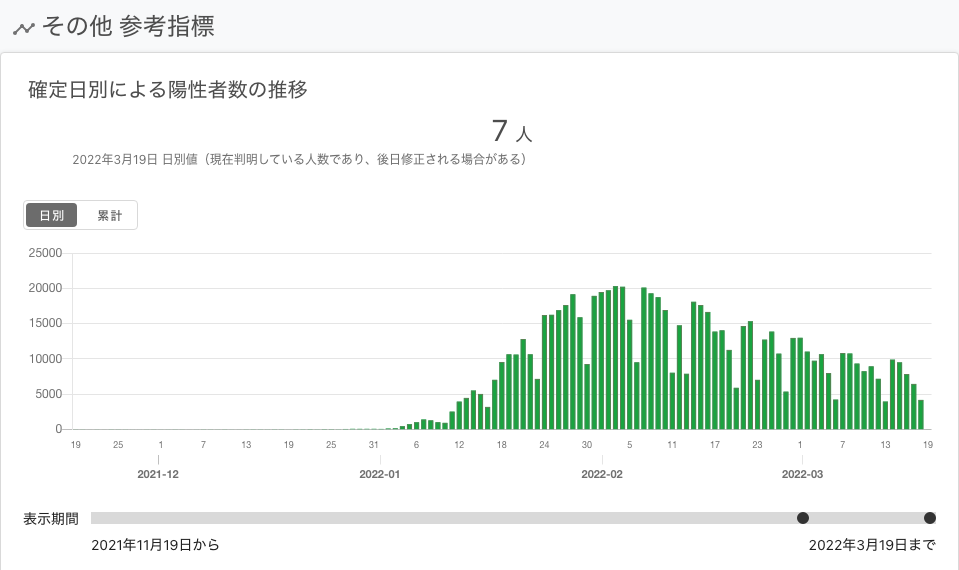 その他 参考指標
確定日別による陽性者数の推移
7 人
2022年3月19日 日別値（現在判明している人数であり、後日修正される場合がある）
日別 累計
25000
20000
15000
10000
5000
0
19 25 1 7 13 19 25 31 6 12 18 24 30 5 11 17 23 1 7 13 19
2021-12 2022-01 2022-02 2022-03
表示期間
2021年11月19日から 2022年3月19日まで